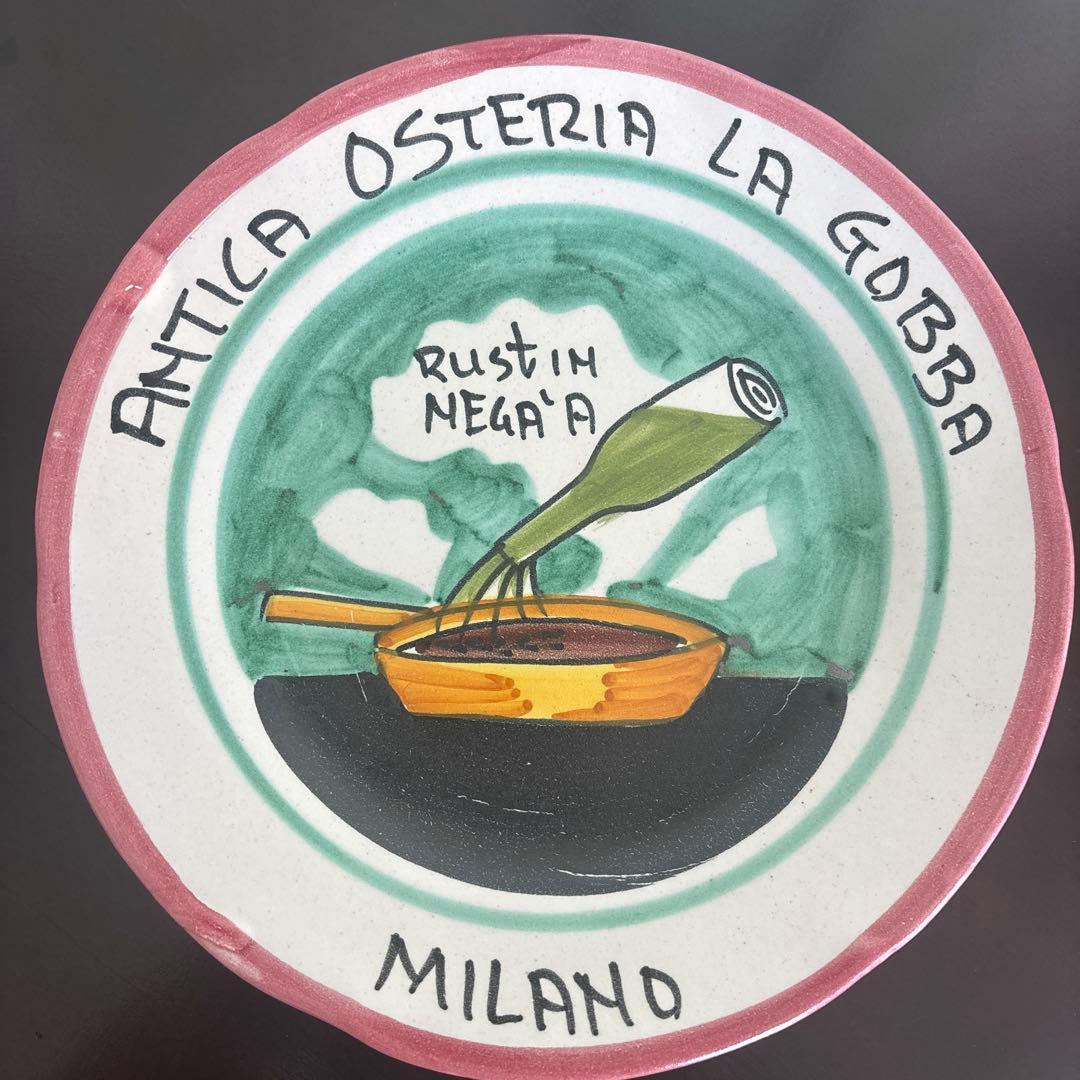 ANTICA OSTERIA LA GOBBA
RUSTIN
NEGA'A
MILANO